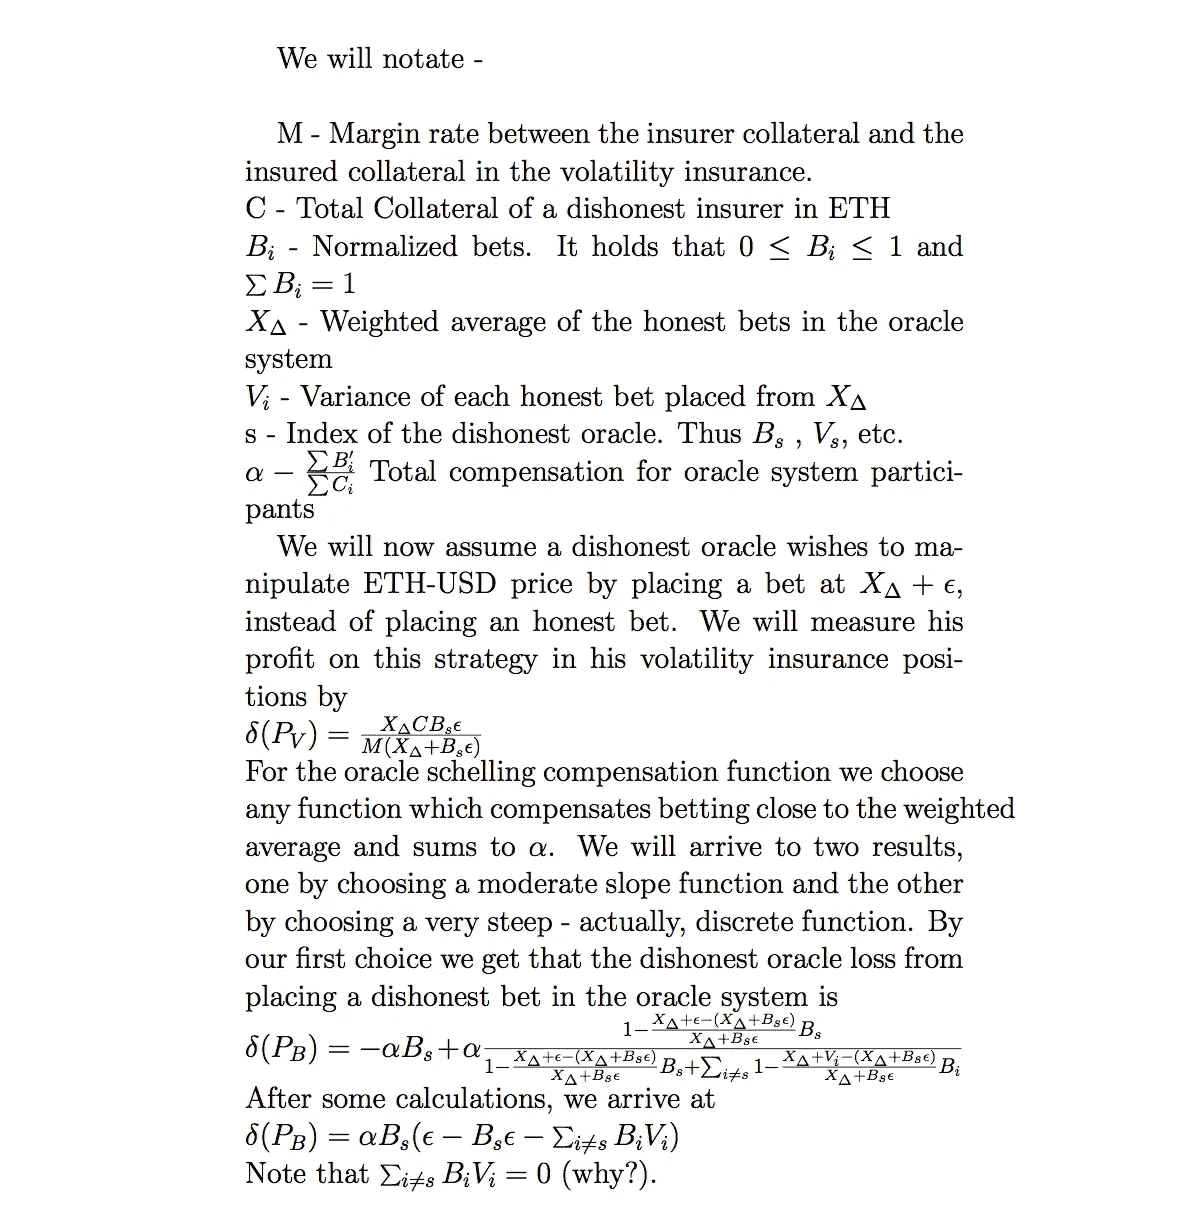 We will notate -
M - Margin rate between the insurer collateral and the
insured collateral in the volatility insurance.
C - Total Collateral of a dishonest insurer in ETH
$B_i$ - Normalized bets. It holds that $0 \leq B_i \leq 1$ and
$\sum B_i = 1$
$X_\Delta$ - Weighted average of the honest bets in the oracle
system
$V_i$ - Variance of each honest bet placed from $X_\Delta$
s - Index of the dishonest oracle. Thus $B_s$ , $V_s$, etc.
$\alpha - \frac{\sum B_i'}{\sum C_i}$ Total compensation for oracle system partici-
pants
We will now assume a dishonest oracle wishes to ma-
nipulate ETH-USD price by placing a bet at $X_\Delta + \epsilon$,
instead of placing an honest bet. We will measure his
profit on this strategy in his volatility insurance posi-
tions by
$\delta(P_V) = \frac{X_\Delta C B_s \epsilon}{M(X_\Delta + B_s \epsilon)}$
For the oracle schelling compensation function we choose
any function which compensates betting close to the weighted
average and sums to $\alpha$. We will arrive to two results,
one by choosing a moderate slope function and the other
by choosing a very steep - actually, discrete function. By
our first choice we get that the dishonest oracle loss from
placing a dishonest bet in the oracle system is
$\delta(P_B) = -\alpha B_s + \alpha \frac{1 - \frac{X_\Delta + \epsilon - (X_\Delta + B_s \epsilon)}{X_\Delta + B_s \epsilon} B_s}{1 - \frac{X_\Delta + \epsilon - (X_\Delta + B_s \epsilon)}{X_\Delta + B_s \epsilon} B_s + \sum_{i \neq s} 1 - \frac{X_\Delta + V_i - (X_\Delta + B_s \epsilon)}{X_\Delta + B_s \epsilon} B_i}$
After some calculations, we arrive at
$\delta(P_B) = \alpha B_s(\epsilon - B_s \epsilon - \sum_{i \neq s} B_i V_i)$
Note that $\sum_{i \neq s} B_i V_i = 0$ (why?).